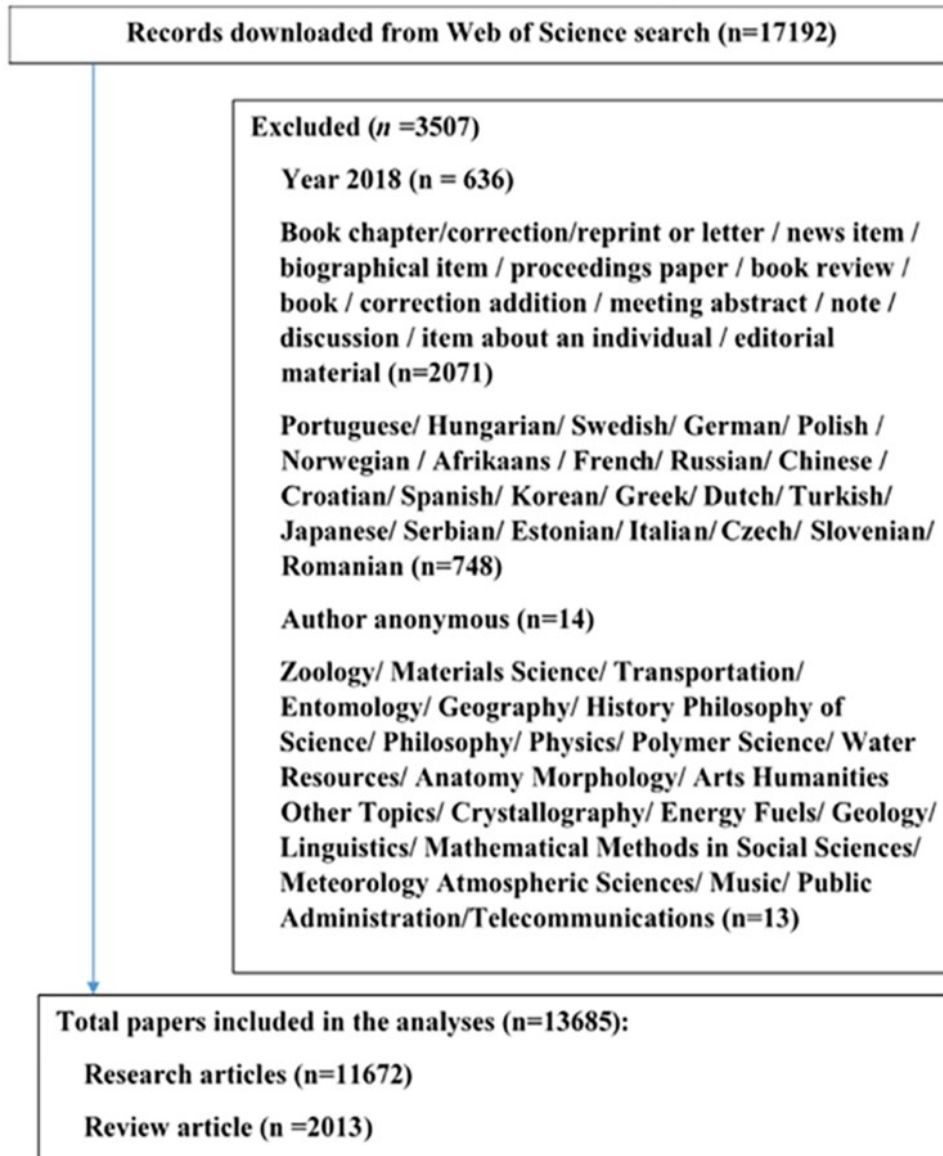 Records downloaded from Web of Science search (n=17192)
Excluded (n =3507)
Year 2018 (n = 636)
Book chapter/correction/reprint or letter / news item /
biographical item / proceedings paper / book review /
book / correction addition / meeting abstract / note /
discussion / item about an individual / editorial
material (n=2071)
Portuguese/ Hungarian/ Swedish/ German/ Polish /
Norwegian / Afrikaans / French/ Russian/ Chinese /
Croatian/ Spanish/ Korean/ Greek/ Dutch/ Turkish/
Japanese/ Serbian/ Estonian/ Italian/ Czech/ Slovenian/
Romanian (n=748)
Author anonymous (n=14)
Zoology/ Materials Science/ Transportation/
Entomology/ Geography/ History Philosophy of
Science/ Philosophy/ Physics/ Polymer Science/ Water
Resources/ Anatomy Morphology/ Arts Humanities
Other Topics/ Crystallography/ Energy Fuels/ Geology/
Linguistics/ Mathematical Methods in Social Sciences/
Meteorology Atmospheric Sciences/ Music/ Public
Administration/Telecommunications (n=13)
Total papers included in the analyses (n=13685):
Research articles (n=11672)
Review article (n =2013)